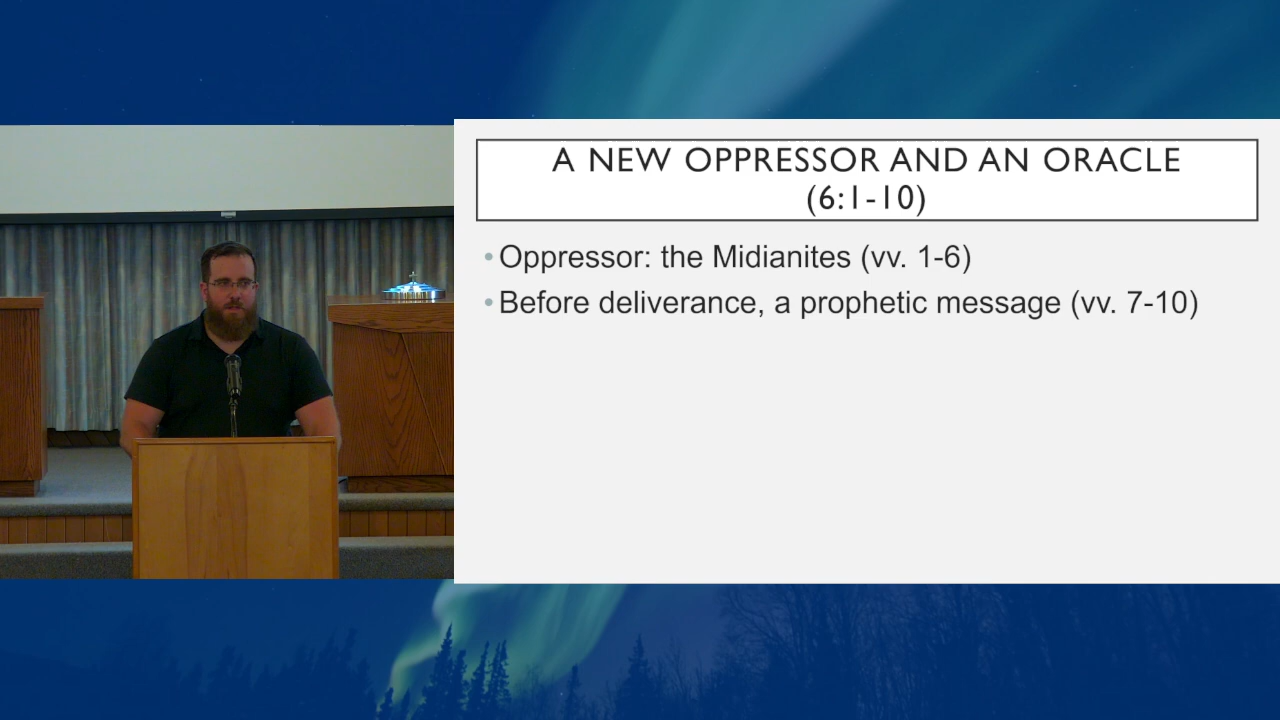 A NEW OPPRESSOR AND AN ORACLE
(6:1-10)
• Oppressor: the Midianites (vv. 1-6)
• Before deliverance, a prophetic message (vv. 7-10)